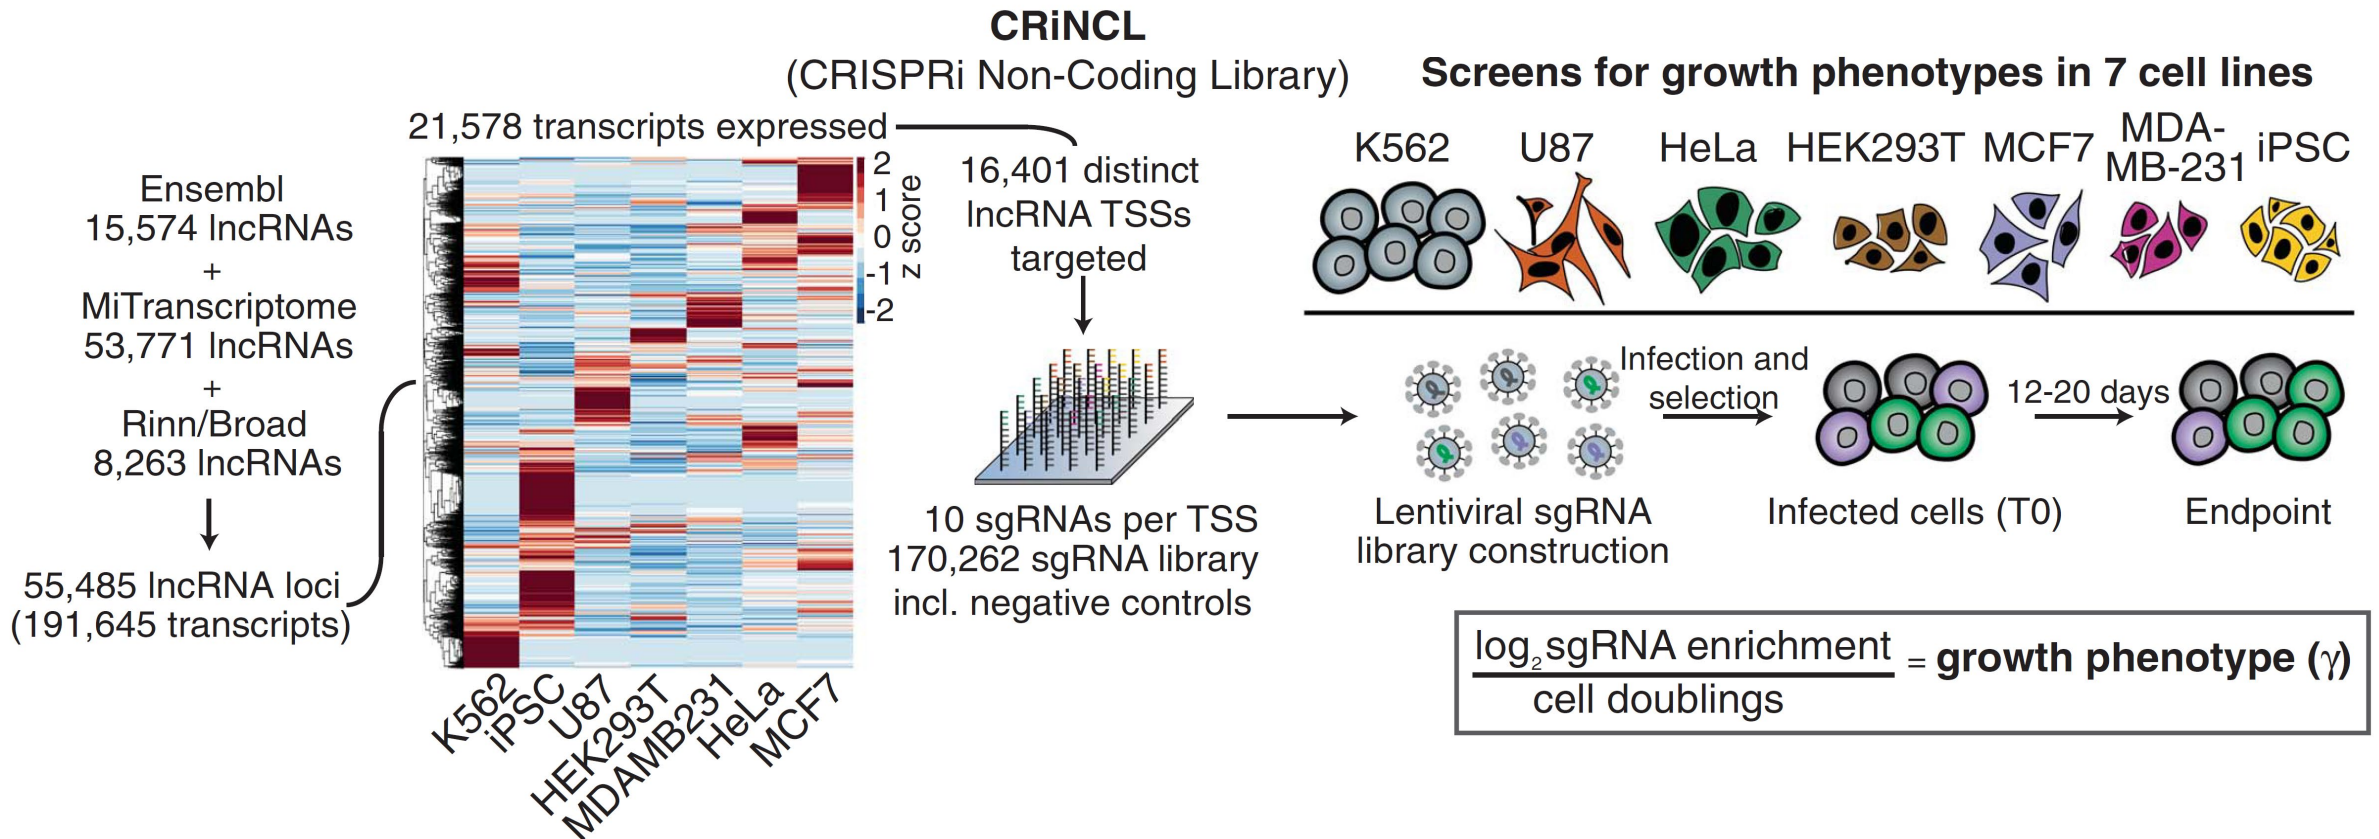 CRiNCL
(CRISPRi Non-Coding Library)
Screens for growth phenotypes in 7 cell lines
Ensembl
15,574 lncRNAs
+
MiTranscriptome
53,771 lncRNAs
+
Rinn/Broad
8,263 lncRNAs
55,485 lncRNA loci
(191,645 transcripts)
21,578 transcripts expressed
2
1
0
-1
-2
z score
K562
iPSC
U87
HEK293T
MDAMB231
HeLa
MCF7
16,401 distinct
lncRNA TSSs
targeted
10 sgRNAs per TSS
170,262 sgRNA library
incl. negative controls
K562
U87
HeLa
HEK293T
MCF7
MDA-
MB-231
iPSC
Lentiviral sgRNA
library construction
Infection and
selection
Infected cells (T0)
12-20 days
Endpoint
log₂ sgRNA enrichment
cell doublings
= growth phenotype (γ)